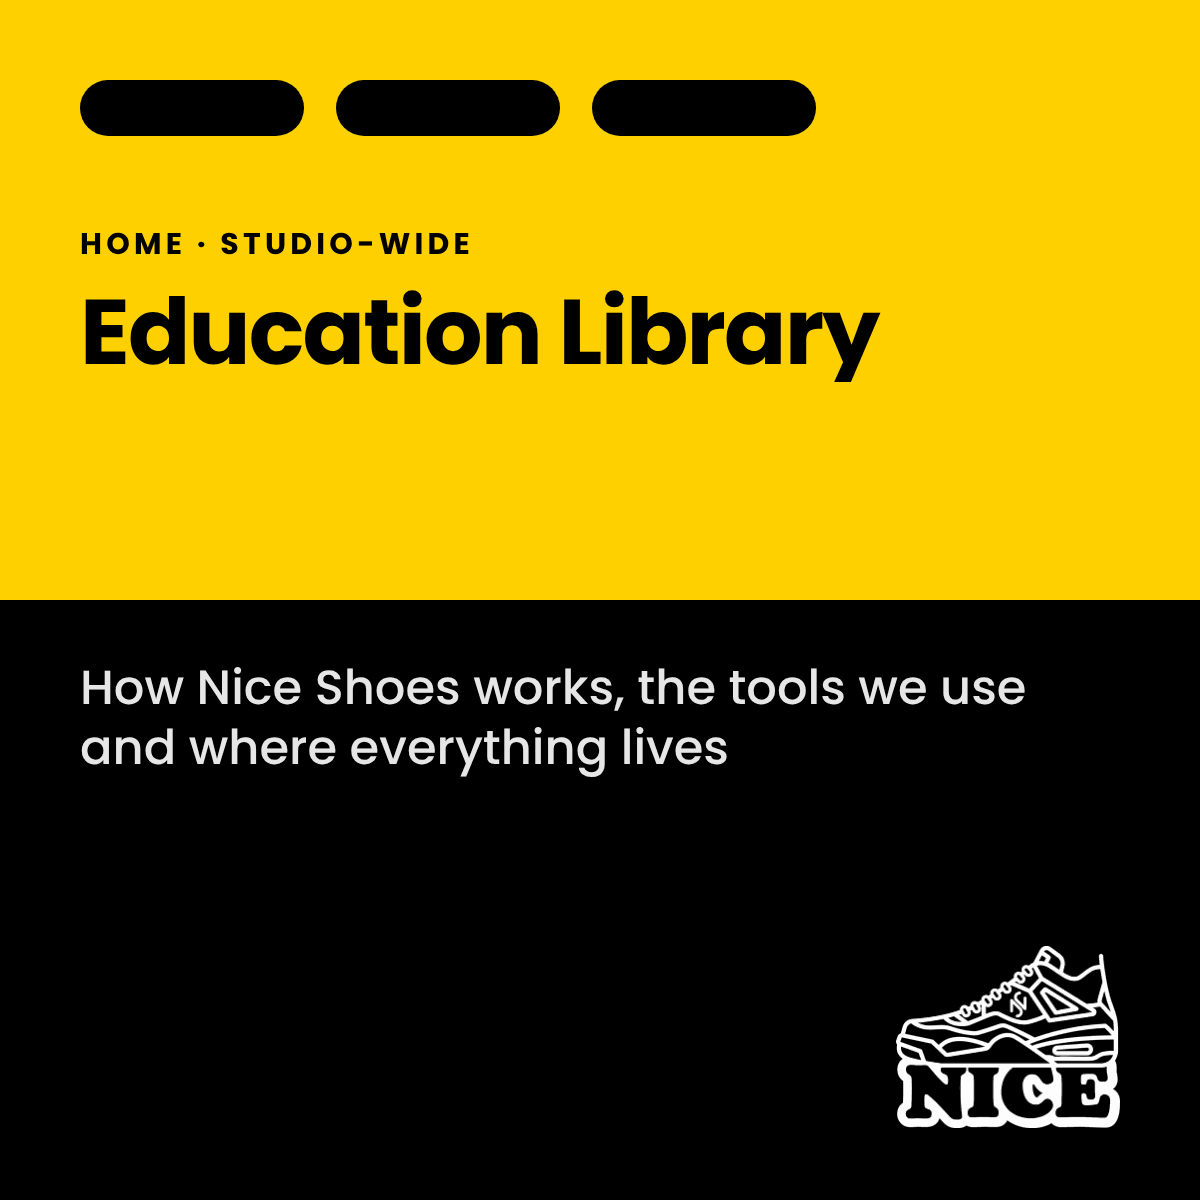 HOME · STUDIO-WIDE
Education Library
How Nice Shoes works, the tools we use
and where everything lives
NICE